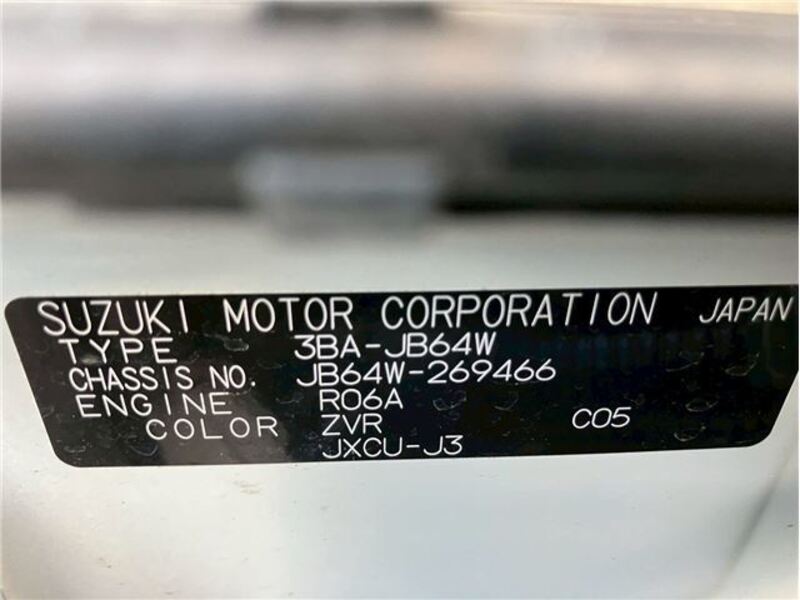 SUZUKI MOTOR CORPORATION JAPAN
TYPE 3BA-JB64W
CHASSIS NO. JB64W-269466
ENGINE R06A
COLOR ZVR C05
JXCU-J3